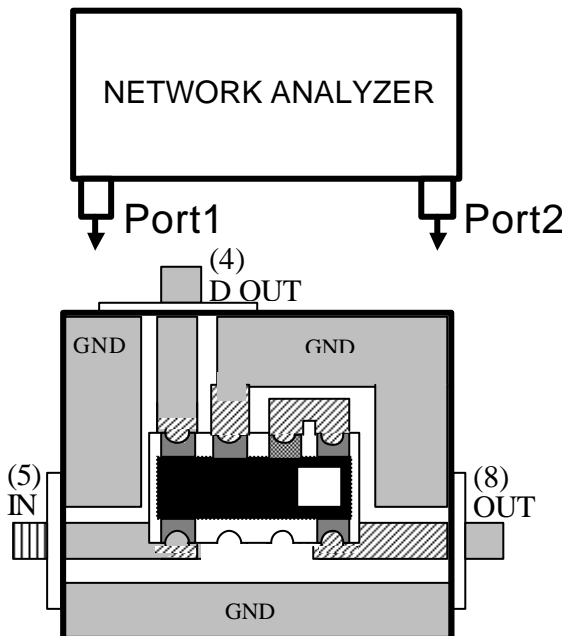 NETWORK ANALYZER
Port1
Port2
(4)
D OUT
GND
GND
(5)
IN
(8)
OUT
GND